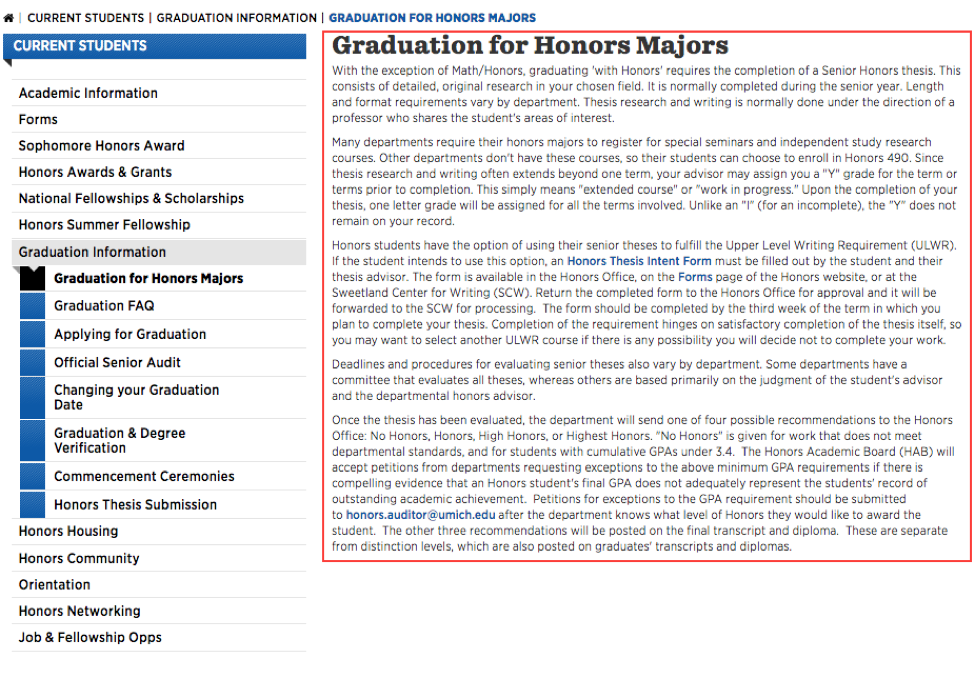 CURRENT STUDENTS | GRADUATION INFORMATION | GRADUATION FOR HONORS MAJORS
CURRENT STUDENTS
Academic Information
Forms
Sophomore Honors Award
Honors Awards & Grants
National Fellowships & Scholarships
Honors Summer Fellowship
Graduation Information
Graduation for Honors Majors
Graduation FAQ
Applying for Graduation
Official Senior Audit
Changing your Graduation
Date
Graduation & Degree
Verification
Commencement Ceremonies
Honors Thesis Submission
Honors Housing
Honors Community
Orientation
Honors Networking
Job & Fellowship Opps
Graduation for Honors Majors
With the exception of Math/Honors, graduating 'with Honors' requires the completion of a Senior Honors thesis. This
consists of detailed, original research in your chosen field. It is normally completed during the senior year. Length
and format requirements vary by department. Thesis research and writing is normally done under the direction of a
professor who shares the student's areas of interest.
Many departments require their honors majors to register for special seminars and independent study research
courses. Other departments don't have these courses, so their students can choose to enroll in Honors 490. Since
thesis research and writing often extends beyond one term, your advisor may assign you a "Y" grade for the term or
terms prior to completion. This simply means "extended course" or "work in progress." Upon the completion of your
thesis, one letter grade will be assigned for all the terms involved. Unlike an "I" (for an incomplete), the "Y" does not
remain on your record.
Honors students have the option of using their senior theses to fulfill the Upper Level Writing Requirement (ULWR).
If the student intends to use this option, an Honors Thesis Intent Form must be filled out by the student and their
thesis advisor. The form is available in the Honors Office, on the Forms page of the Honors website, or at the
Sweetland Center for Writing (SCW). Return the completed form to the Honors Office for approval and it will be
forwarded to the SCW for processing. The form should be completed by the third week of the term in which you
plan to complete your thesis. Completion of the requirement hinges on satisfactory completion of the thesis itself, so
you may want to select another ULWR course if there is any possibility you will decide not to complete your work.
Deadlines and procedures for evaluating senior theses also vary by department. Some departments have a
committee that evaluates all theses, whereas others are based primarily on the judgment of the student's advisor
and the departmental honors advisor.
Once the thesis has been evaluated, the department will send one of four possible recommendations to the Honors
Office: No Honors, Honors, High Honors, or Highest Honors. "No Honors" is given for work that does not meet
departmental standards, and for students with cumulative GPAs under 3.4. The Honors Academic Board (HAB) will
accept petitions from departments requesting exceptions to the above minimum GPA requirements if there is
compelling evidence that an Honors student's final GPA does not adequately represent the students' record of
outstanding academic achievement. Petitions for exceptions to the GPA requirement should be submitted
to honors.auditor@umich.edu after the department knows what level of Honors they would like to award the
student. The other three recommendations will be posted on the final transcript and diploma. These are separate
from distinction levels, which are also posted on graduates' transcripts and diplomas.